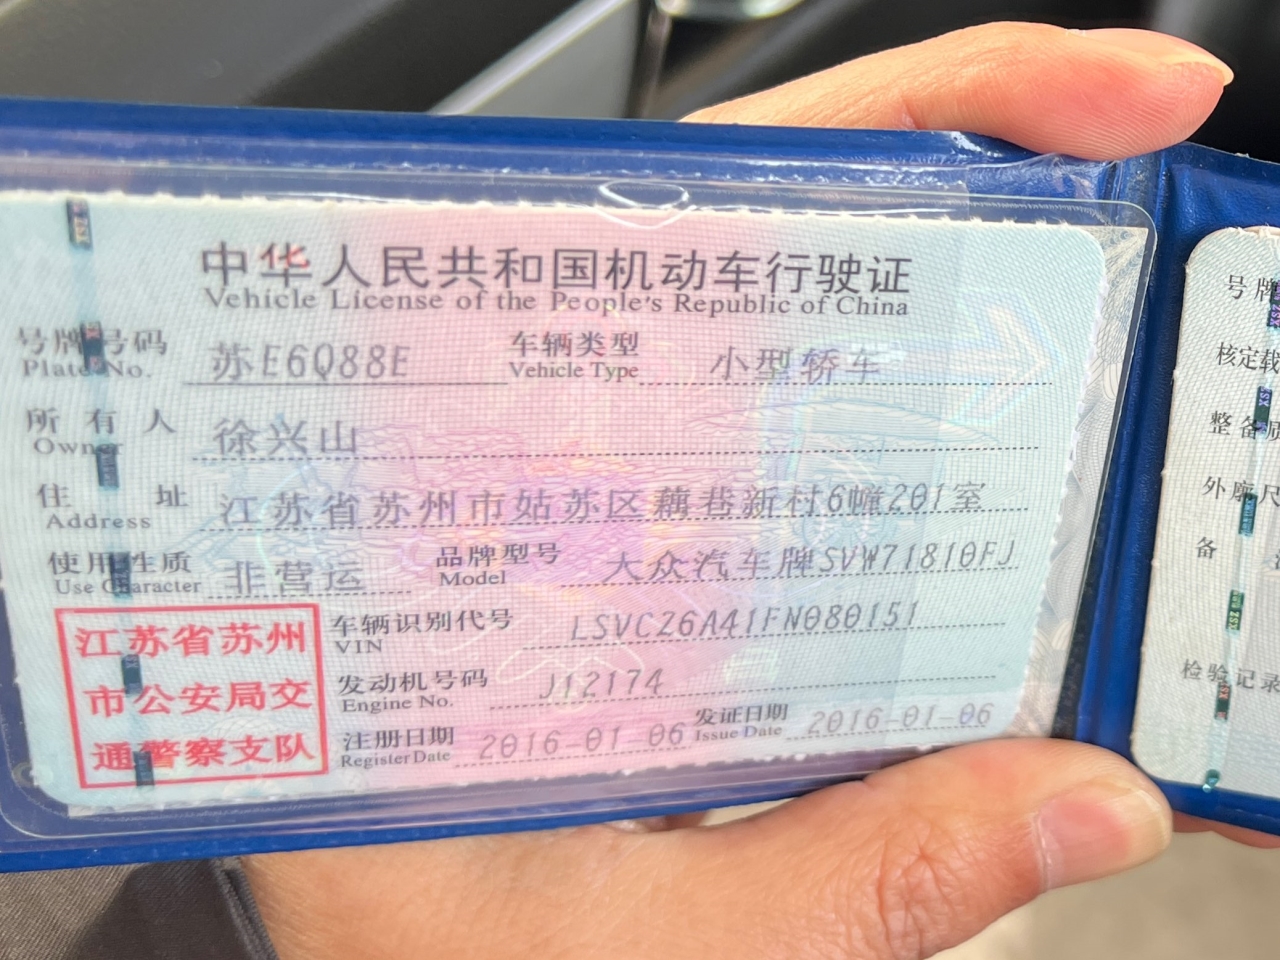 中华人民共和国机动车行驶证
Vehicle License of the People's Republic of China
号牌号码 苏E6Q88E 车辆类型 小型轿车
Plate No. Vehicle Type
所有人 徐兴山
Owner
住址 江苏省苏州市姑苏区藕巷新村6幢201室
Address
使用性质 非营运 品牌型号 大众汽车牌SVW71810FJ
Use Character Model
江苏省苏州
市公安局交
通警察支队
车辆识别代号 LSVC26A41FN080151
VIN
发动机号码 J12174
Engine No.
注册日期 2016-01-06 发证日期 2016-01-06
Register Date Issue Date
号牌
核定载
整备质
外廓尺
备
检验记录